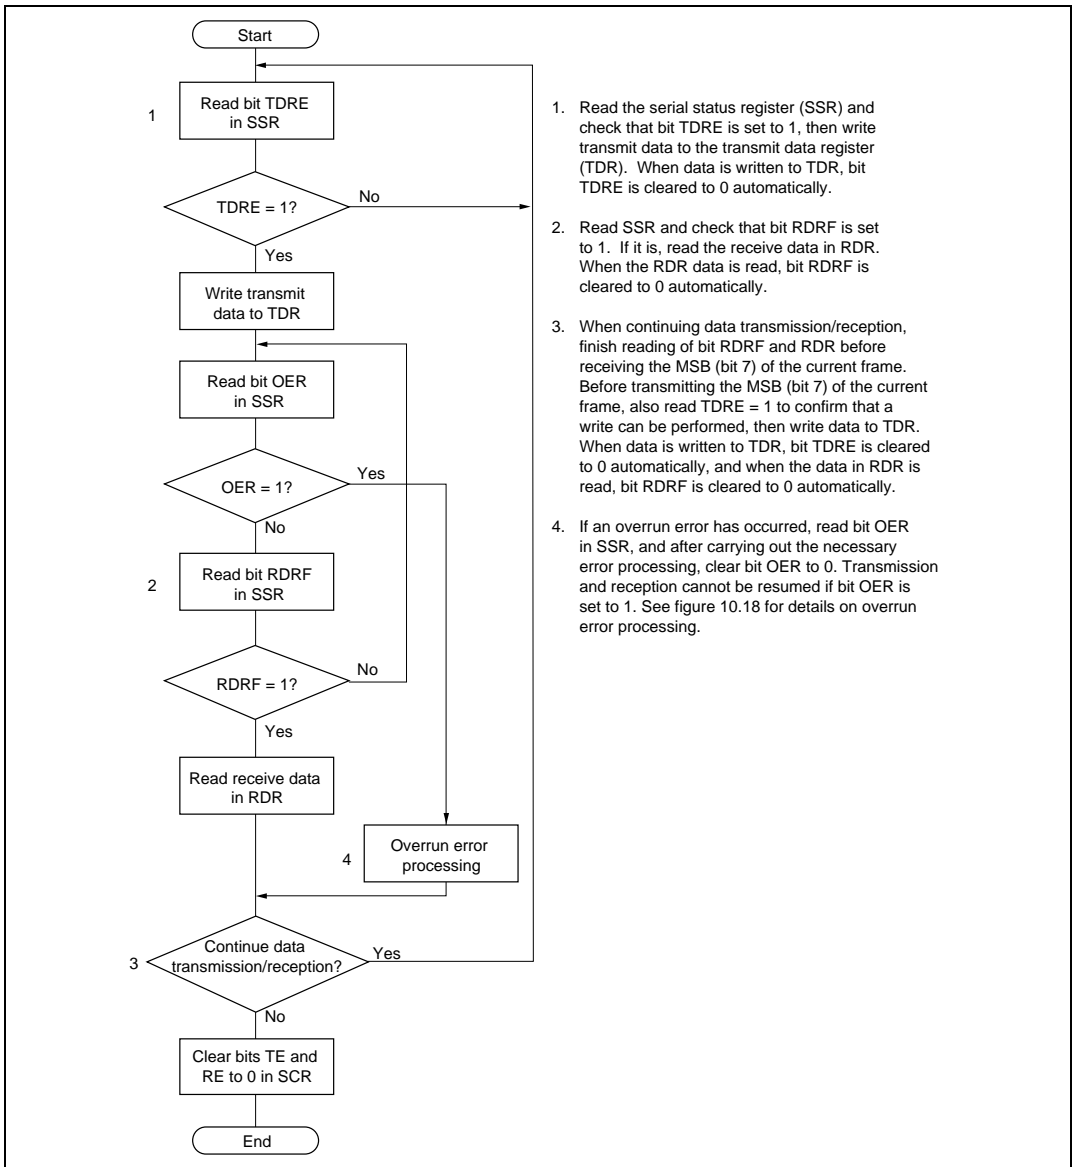 Start
1
Read bit TDRE
in SSR
TDRE = 1?
No
Yes
Write transmit
data to TDR
Read bit OER
in SSR
OER = 1?
Yes
No
2
Read bit RDRF
in SSR
RDRF = 1?
No
Yes
Read receive data
in RDR
4
Overrun error
processing
3
Continue data
transmission/reception?
Yes
No
Clear bits TE and
RE to 0 in SCR
End
1. Read the serial status register (SSR) and
check that bit TDRE is set to 1, then write
transmit data to the transmit data register
(TDR). When data is written to TDR, bit
TDRE is cleared to 0 automatically.
2. Read SSR and check that bit RDRF is set
to 1. If it is, read the receive data in RDR.
When the RDR data is read, bit RDRF is
cleared to 0 automatically.
3. When continuing data transmission/reception,
finish reading of bit RDRF and RDR before
receiving the MSB (bit 7) of the current frame.
Before transmitting the MSB (bit 7) of the current
frame, also read TDRE = 1 to confirm that a
write can be performed, then write data to TDR.
When data is written to TDR, bit TDRE is cleared
to 0 automatically, and when the data in RDR is
read, bit RDRF is cleared to 0 automatically.
4. If an overrun error has occurred, read bit OER
in SSR, and after carrying out the necessary
error processing, clear bit OER to 0. Transmission
and reception cannot be resumed if bit OER is
set to 1. See figure 10.18 for details on overrun
error processing.